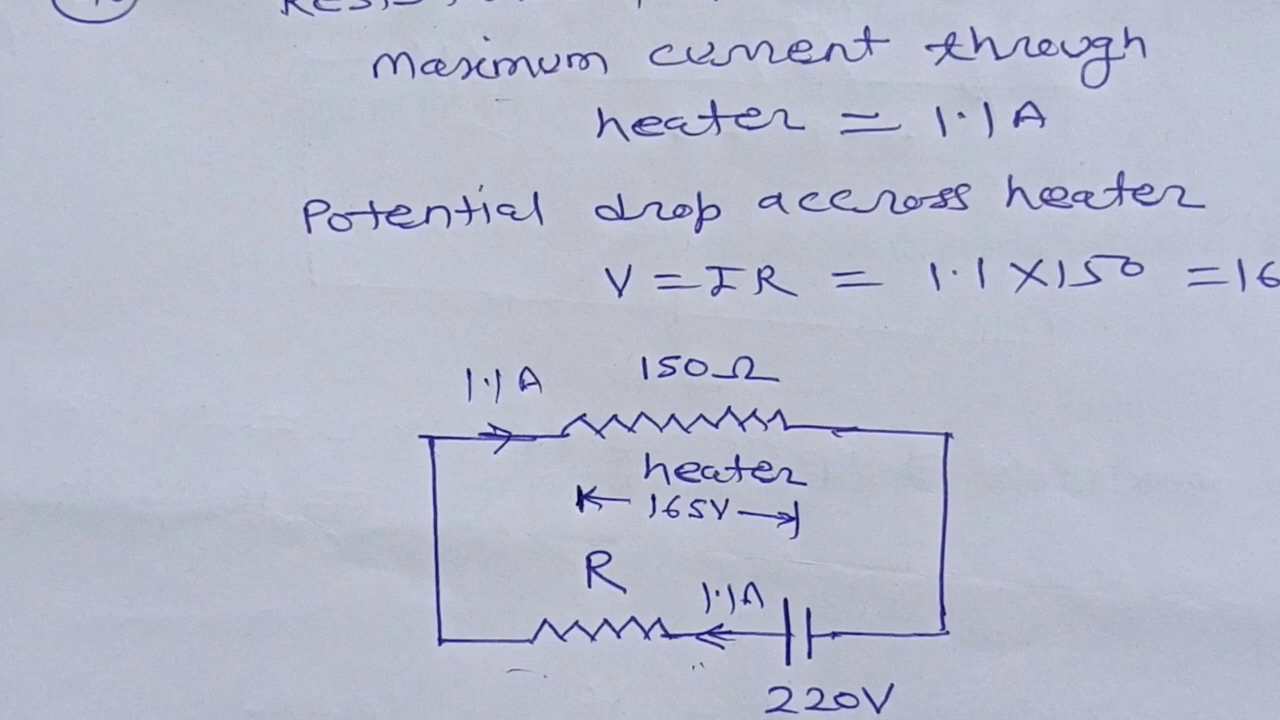 maximum current through
heater = 1.1A
Potential drop accross heater
V = IR = 1.1 X 150 = 16
1.1A
150Ω
heater
165V
R
1.1A
220V